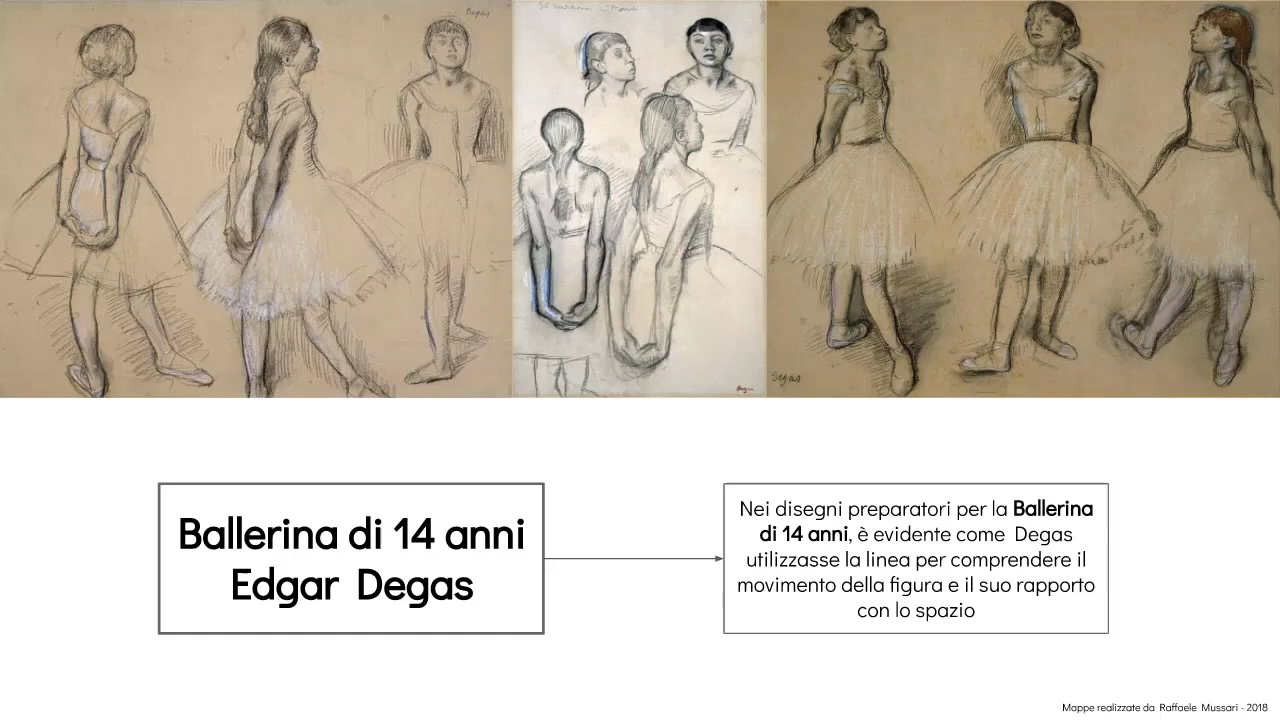 Degas
Degas
Ballerina di 14 anni
Edgar Degas
Nei disegni preparatori per la Ballerina
di 14 anni, è evidente come Degas
utilizzasse la linea per comprendere il
movimento della figura e il suo rapporto
con lo spazio
Mappe realizzate da Raffaele Mussari - 2018